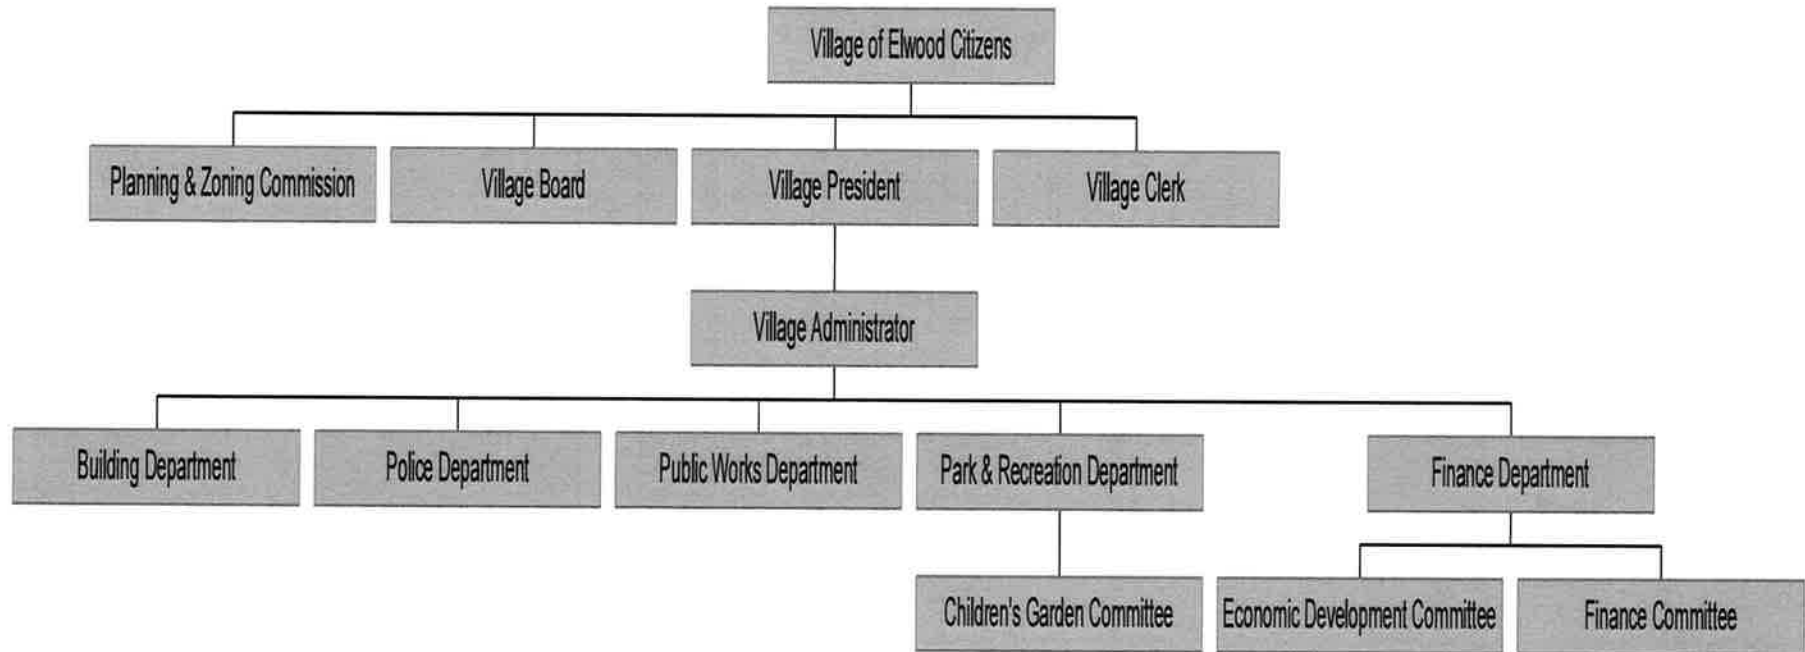 Village of Elwood Citizens
Planning & Zoning Commission
Village Board
Village President
Village Clerk
Village Administrator
Building Department
Police Department
Public Works Department
Park & Recreation Department
Finance Department
Children's Garden Committee
Economic Development Committee
Finance Committee